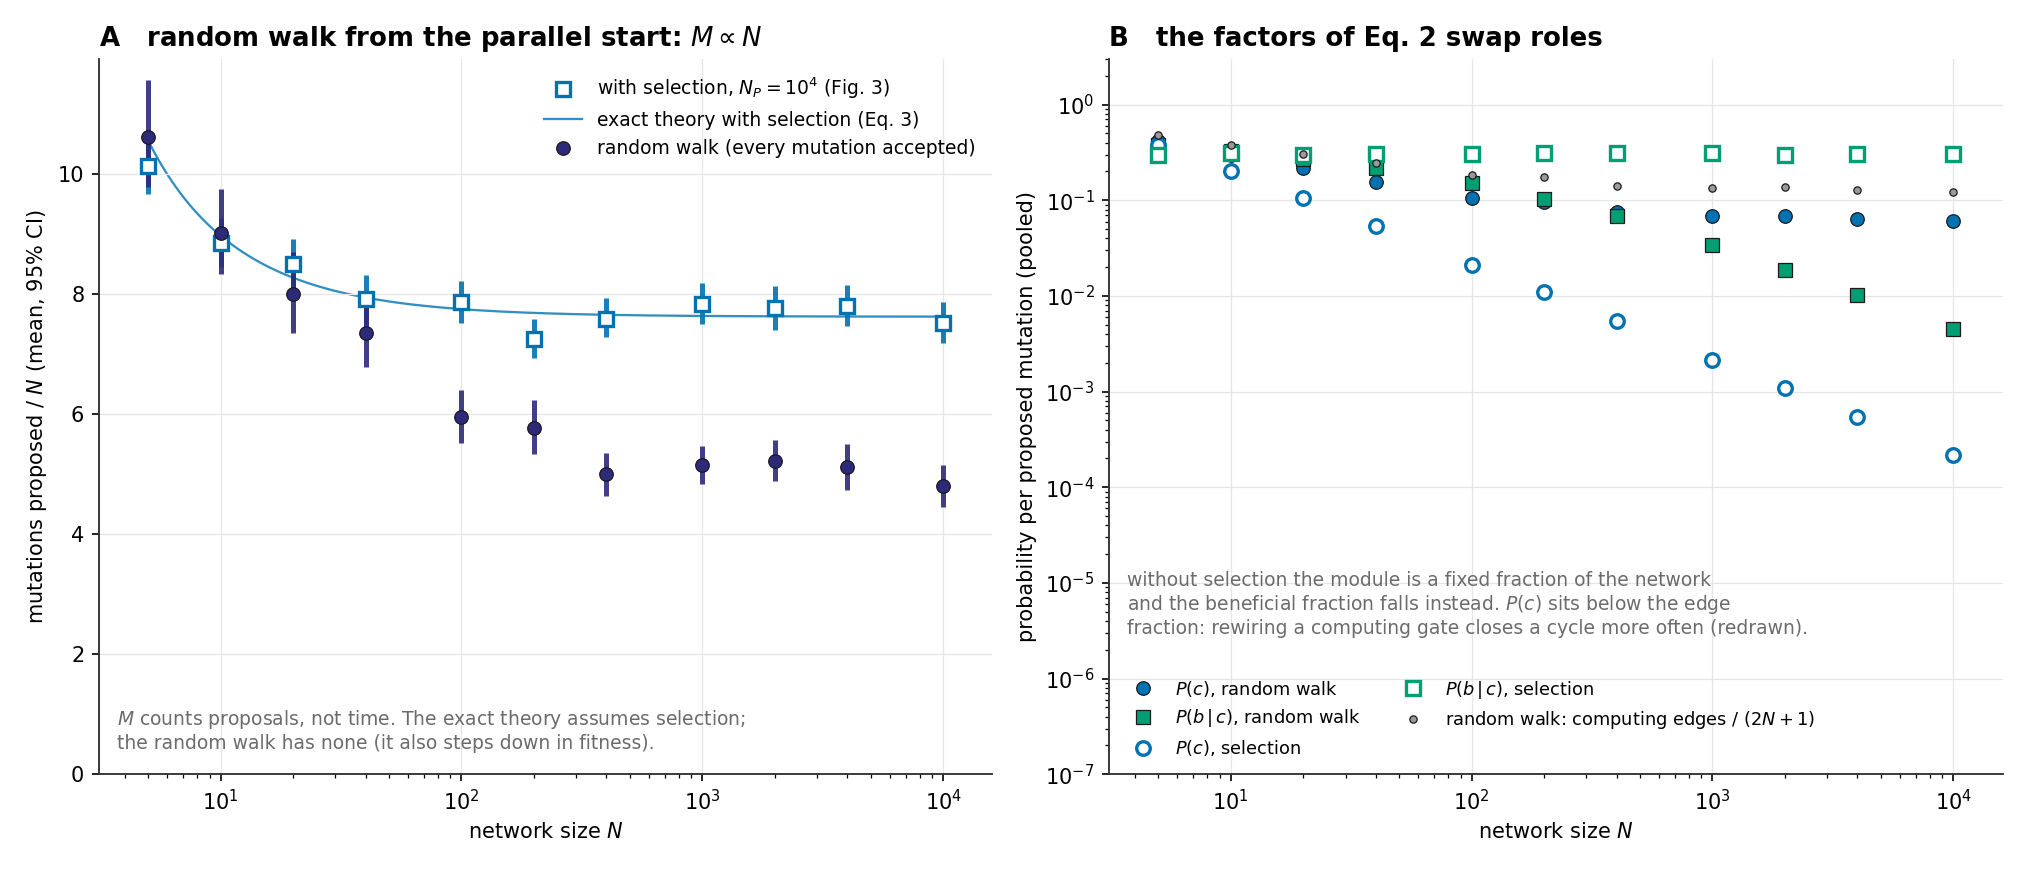 A random walk from the parallel start: M ∝ N
with selection, N_P = 10^4 (Fig. 3)
exact theory with selection (Eq. 3)
random walk (every mutation accepted)
mutations proposed / N (mean, 95% CI)
10
8
6
4
2
0
M counts proposals, not time. The exact theory assumes selection;
the random walk has none (it also steps down in fitness).
10^1 10^2 10^3 10^4
network size N
B the factors of Eq. 2 swap roles
probability per proposed mutation (pooled)
10^0
10^-1
10^-2
10^-3
10^-4
10^-5
10^-6
10^-7
without selection the module is a fixed fraction of the network
and the beneficial fraction falls instead. P(c) sits below the edge
fraction: rewiring a computing gate closes a cycle more often (redrawn).
P(c), random walk
P(b | c), random walk
P(c), selection
P(b | c), selection
random walk: computing edges / (2N + 1)
10^1 10^2 10^3 10^4
network size N